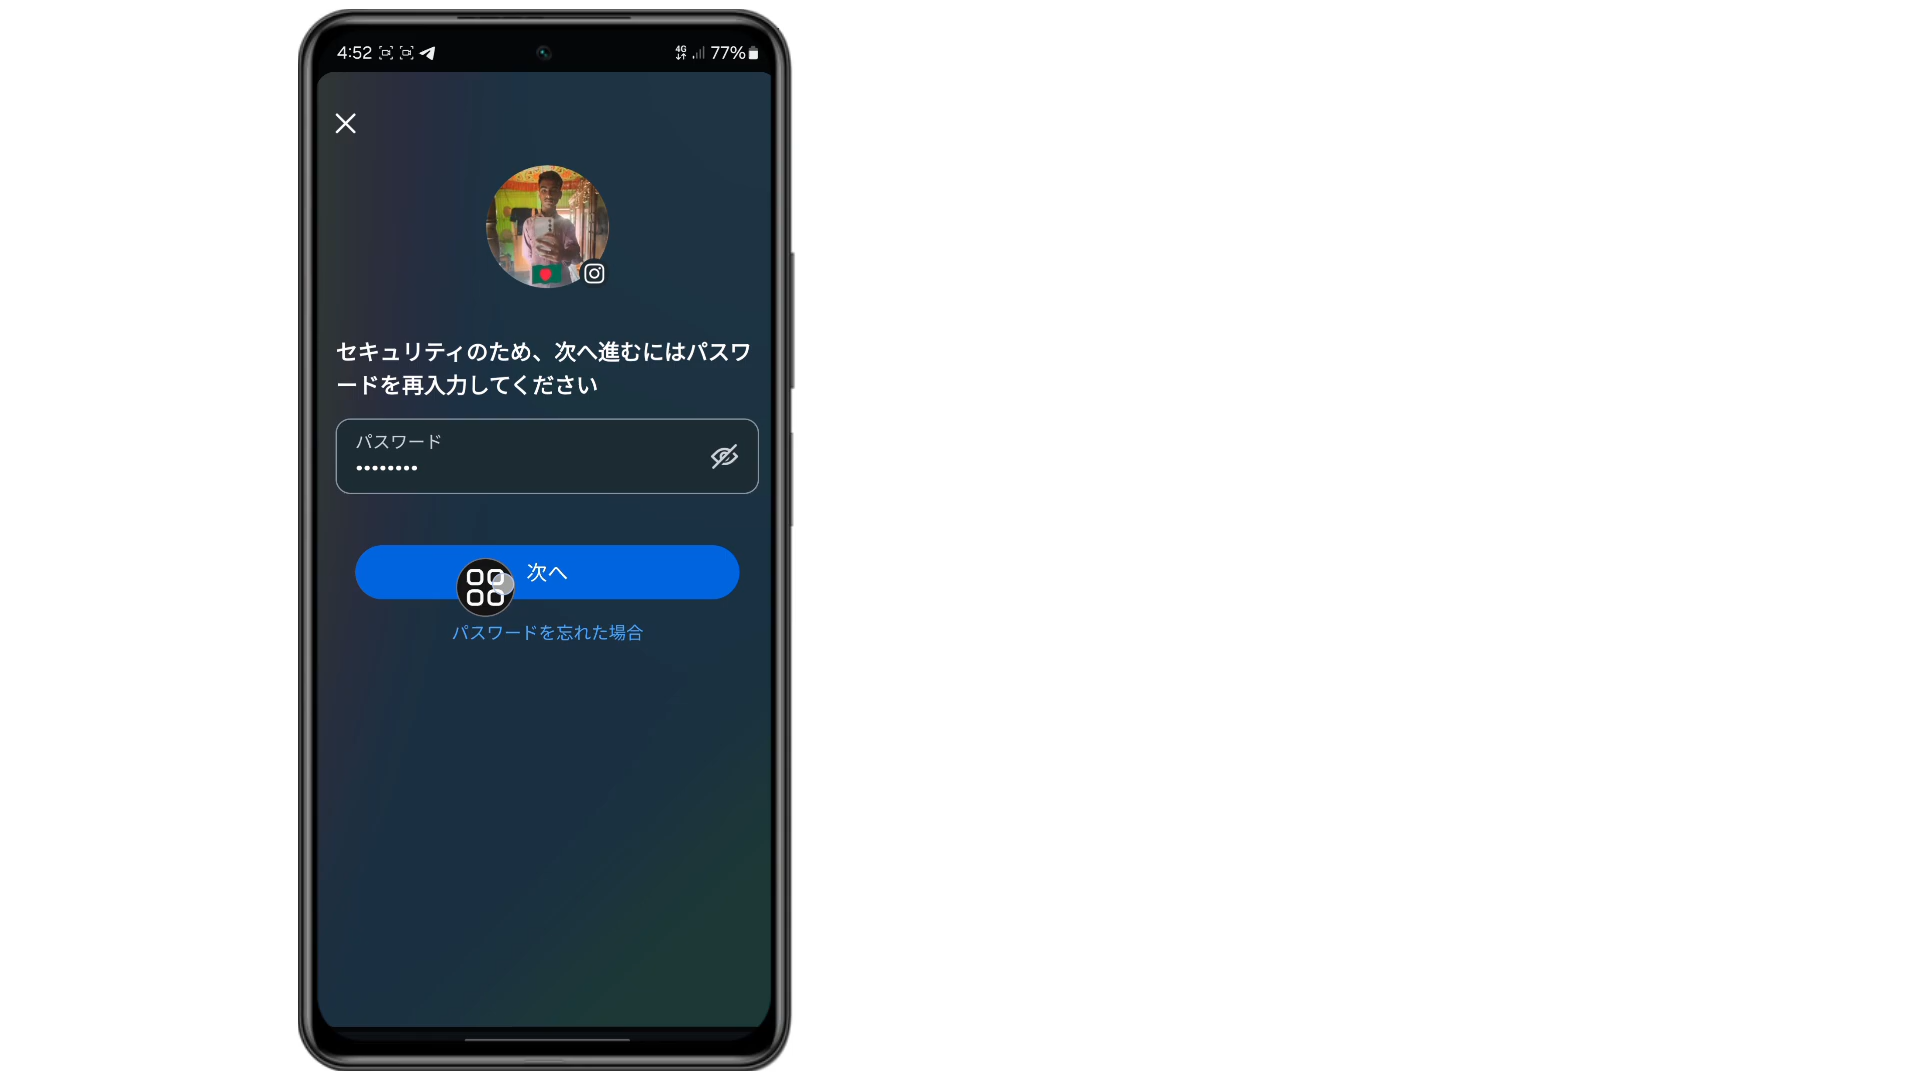 4:52
4G 77%
セキュリティのため、次へ進むにはパスワ
ードを再入力してください
パスワード
••••••••
次へ
パスワードを忘れた場合